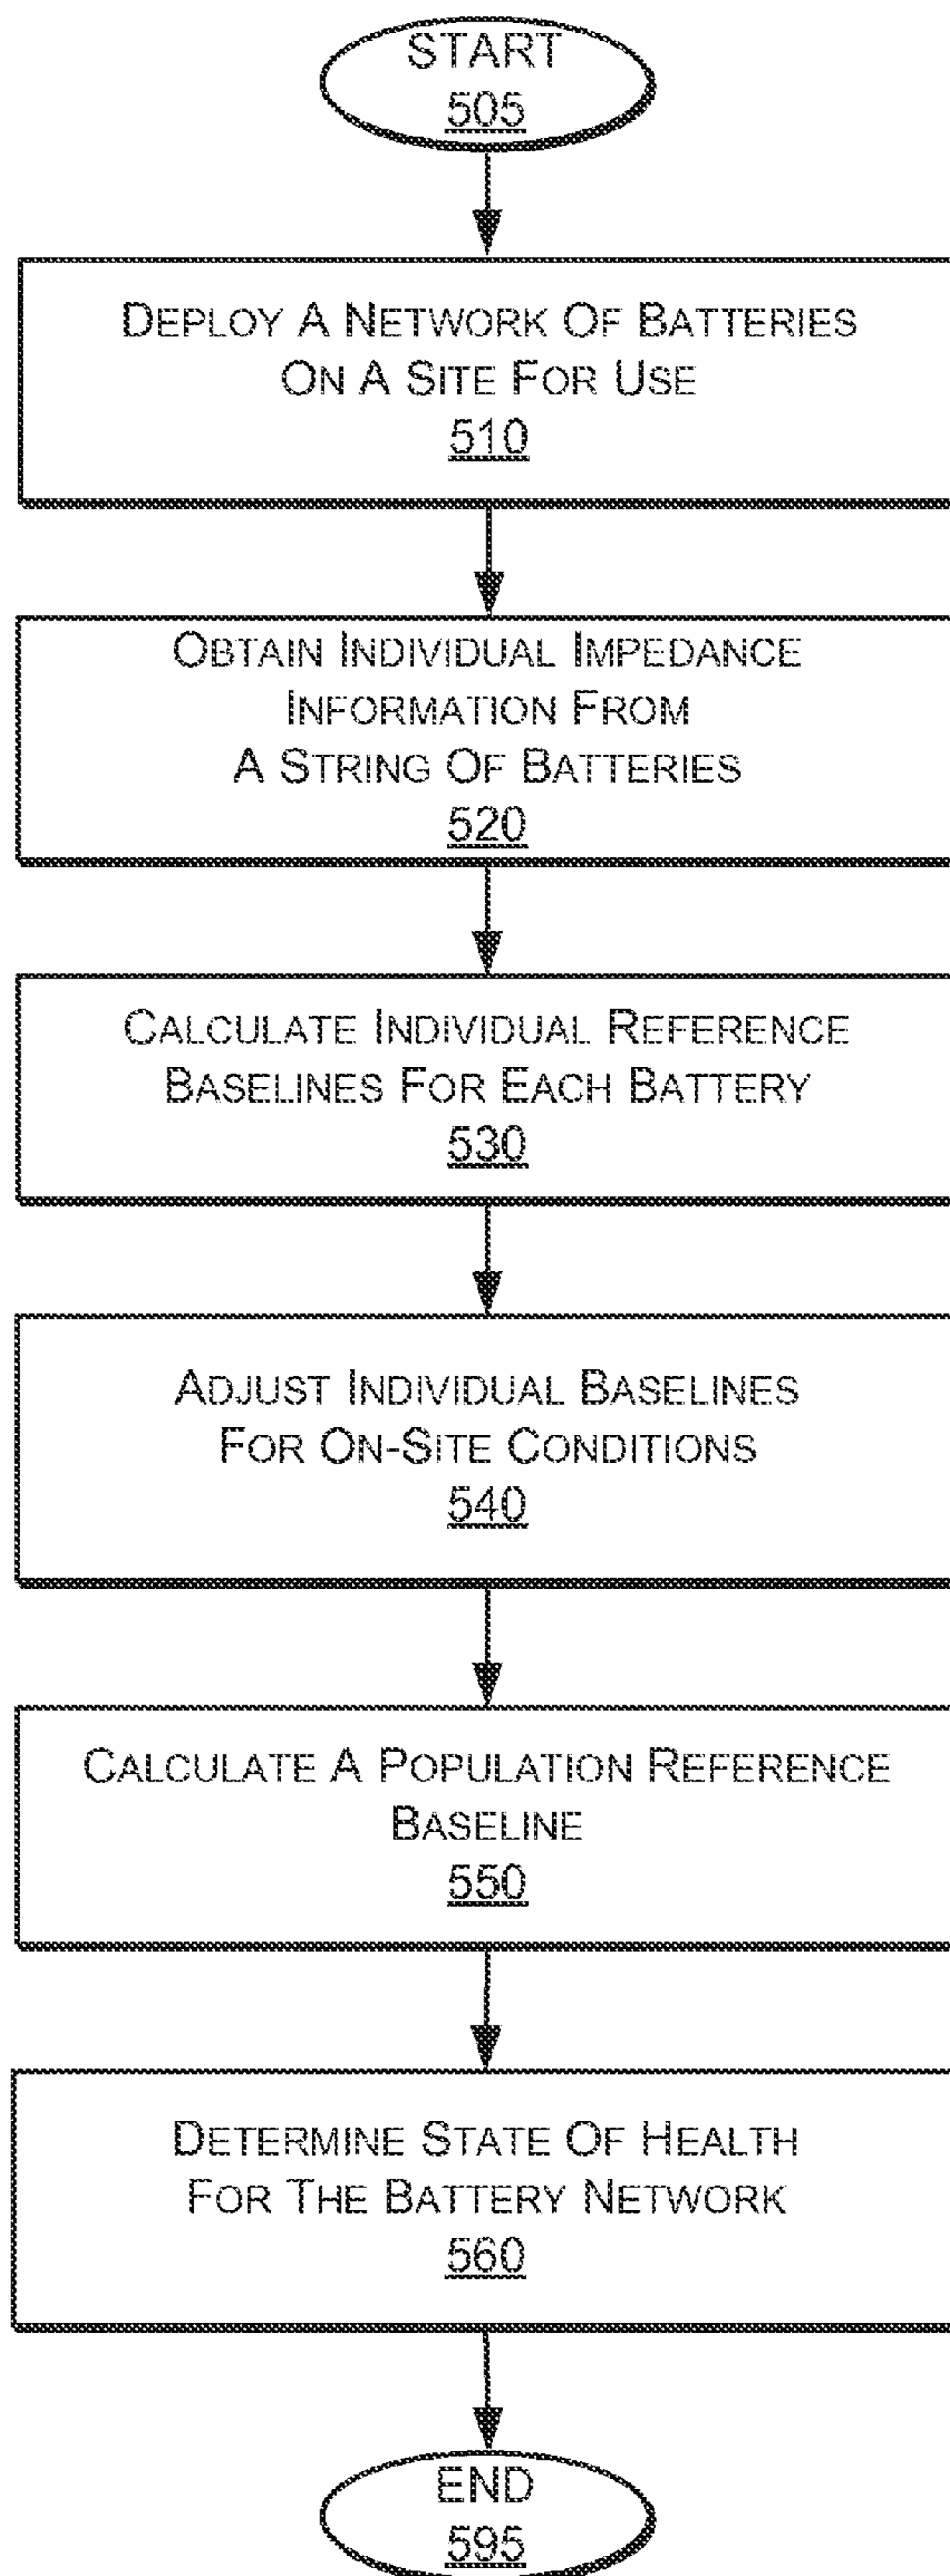 START
505
DEPLOY A NETWORK OF BATTERIES
ON A SITE FOR USE
510
OBTAIN INDIVIDUAL IMPEDANCE
INFORMATION FROM
A STRING OF BATTERIES
520
CALCULATE INDIVIDUAL REFERENCE
BASELINES FOR EACH BATTERY
530
ADJUST INDIVIDUAL BASELINES
FOR ON-SITE CONDITIONS
540
CALCULATE A POPULATION REFERENCE
BASELINE
550
DETERMINE STATE OF HEALTH
FOR THE BATTERY NETWORK
560
END
595